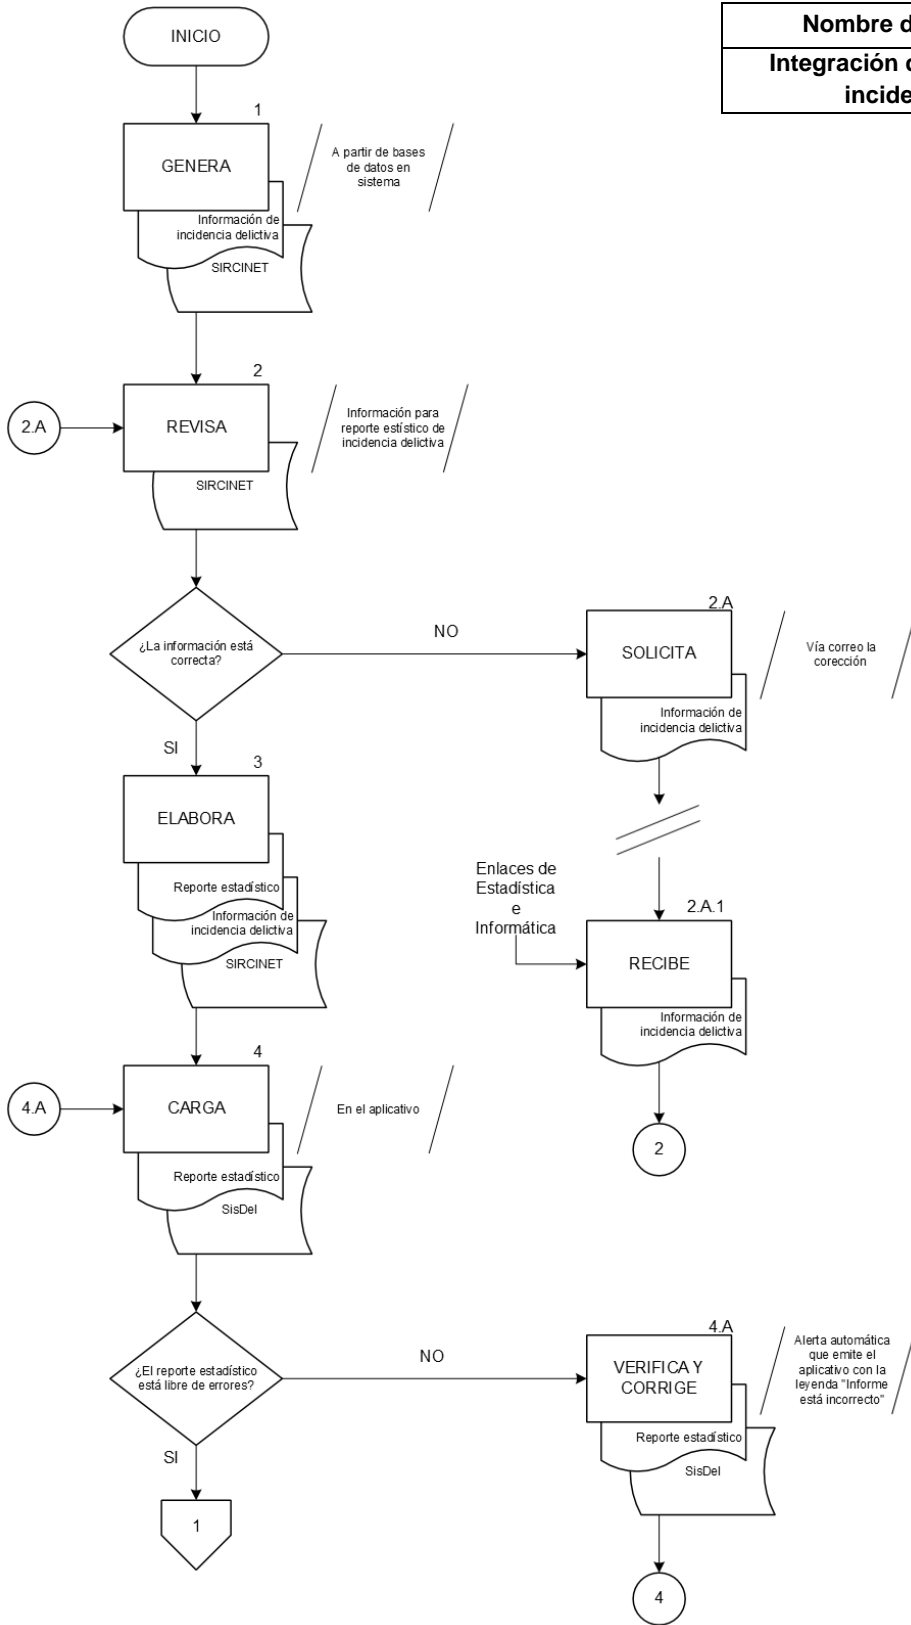 INICIO
Nombre d
Integración d
incide
1
GENERA
A partir de bases
de datos en
sistema
Información de
incidencia delictiva
SIRCINET
2
2.A
REVISA
Información para
reporte estístico de
incidencia delictiva
SIRCINET
¿La información está
correcta?
NO
2.A
SOLICITA
Vía correo la
corección
Información de
incidencia delictiva
SI
3
ELABORA
Reporte estadístico
Información de
incidencia delictiva
SIRCINET
Enlaces de
Estadística
e
Informática
2.A.1
RECIBE
Información de
incidencia delictiva
2
4
4.A
CARGA
En el aplicativo
Reporte estadístico
SisDel
¿El reporte estadístico
está libre de errores?
NO
4.A
VERIFICA Y
CORRIGE
Alerta automática
que emite el
aplicativo con la
leyenda "Informe
está incorrecto"
Reporte estadístico
SisDel
SI
1
4